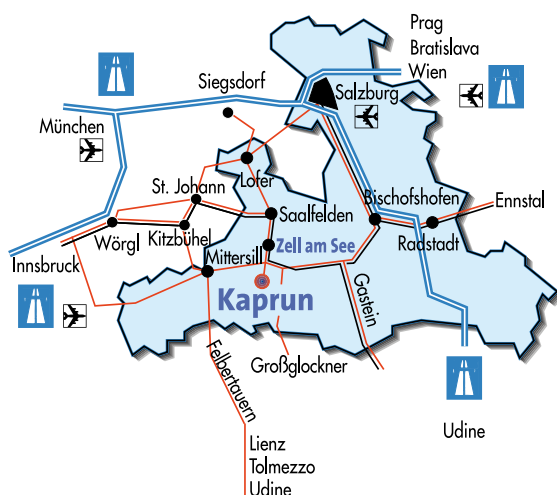 Prag
Bratislava
Wien
Siegsdorf
Salzburg
München
Lofer
St. Johann
Bischofshofen
Ennstal
Saalfelden
Wörgl
Kitzbühel
Radstadt
Zell am See
Mittersill
Innsbruck
Kaprun
Gastein
Großglockner
Felbertauern
Udine
Lienz
Tolmezzo
Udine